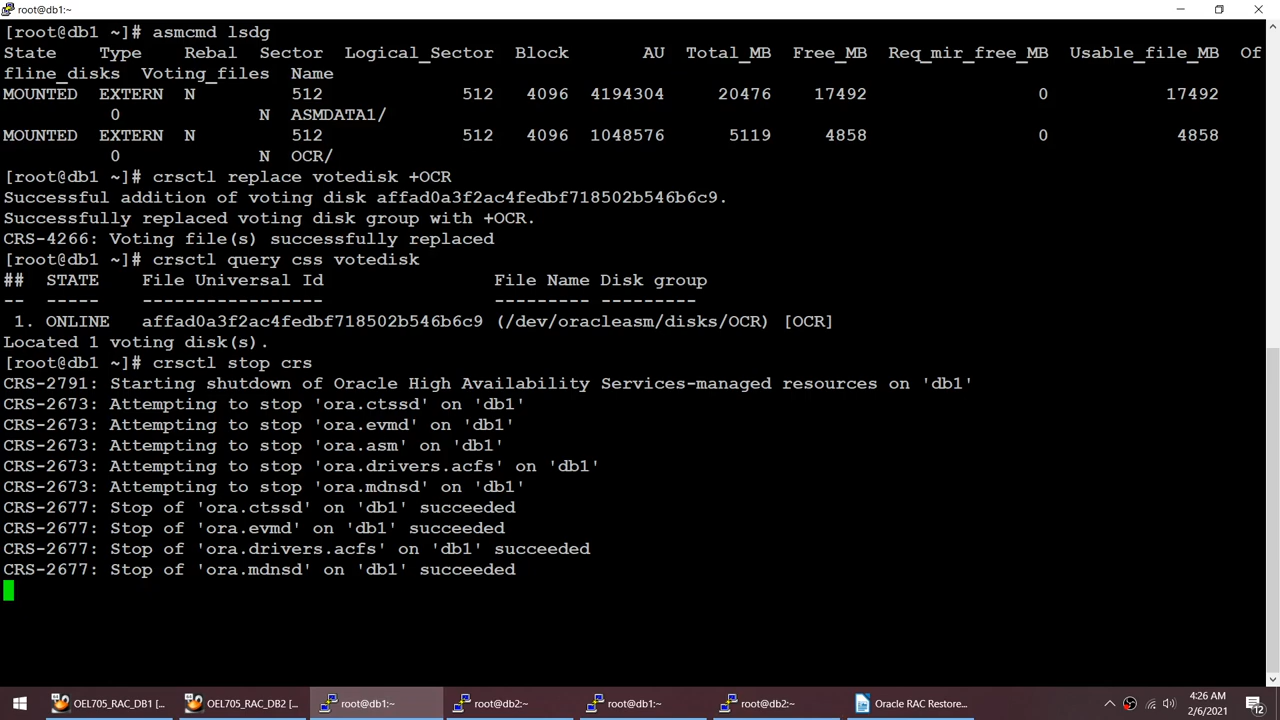 root@db1:~
[root@db1 ~]# asmcmd lsdg
State    Type    Rebal  Sector  Logical_Sector  Block       AU  Total_MB  Free_MB  Req_mir_free_MB  Usable_file_MB  Of
fline_disks  Voting_files  Name
MOUNTED  EXTERN  N         512             512   4096  4194304     20476    17492                0           17492
          0             N  ASMDATA1/
MOUNTED  EXTERN  N         512             512   4096  1048576      5119     4858                0            4858
          0             N  OCR/
[root@db1 ~]# crsctl replace votedisk +OCR
Successful addition of voting disk affad0a3f2ac4fedbf718502b546b6c9.
Successfully replaced voting disk group with +OCR.
CRS-4266: Voting file(s) successfully replaced
[root@db1 ~]# crsctl query css votedisk
##  STATE    File Universal Id                File Name Disk group
--  -----    -----------------                --------- ---------
 1. ONLINE   affad0a3f2ac4fedbf718502b546b6c9 (/dev/oracleasm/disks/OCR) [OCR]
Located 1 voting disk(s).
[root@db1 ~]# crsctl stop crs
CRS-2791: Starting shutdown of Oracle High Availability Services-managed resources on 'db1'
CRS-2673: Attempting to stop 'ora.ctssd' on 'db1'
CRS-2673: Attempting to stop 'ora.evmd' on 'db1'
CRS-2673: Attempting to stop 'ora.asm' on 'db1'
CRS-2673: Attempting to stop 'ora.drivers.acfs' on 'db1'
CRS-2673: Attempting to stop 'ora.mdnsd' on 'db1'
CRS-2677: Stop of 'ora.ctssd' on 'db1' succeeded
CRS-2677: Stop of 'ora.evmd' on 'db1' succeeded
CRS-2677: Stop of 'ora.drivers.acfs' on 'db1' succeeded
CRS-2677: Stop of 'ora.mdnsd' on 'db1' succeeded
OEL705_RAC_DB1 [... OEL705_RAC_DB2 [... root@db1:~ root@db2:~ root@db1:~ root@db2:~ Oracle RAC Restore... 4:26 AM
2/6/2021 12